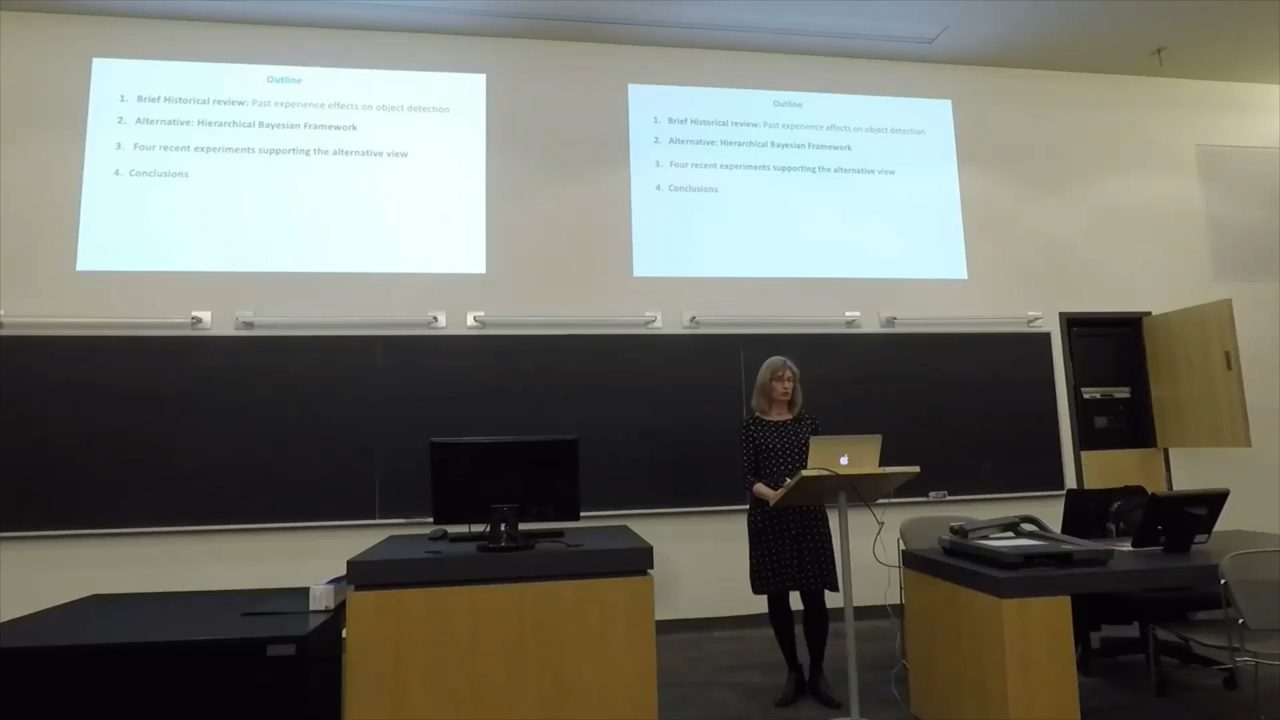 Outline
1. Brief Historical review: Past experience effects on object detection
2. Alternative: Hierarchical Bayesian Framework
3. Four recent experiments supporting the alternative view
4. Conclusions
Outline
1. Brief Historical review: Past experience effects on object detection
2. Alternative: Hierarchical Bayesian Framework
3. Four recent experiments supporting the alternative view
4. Conclusions